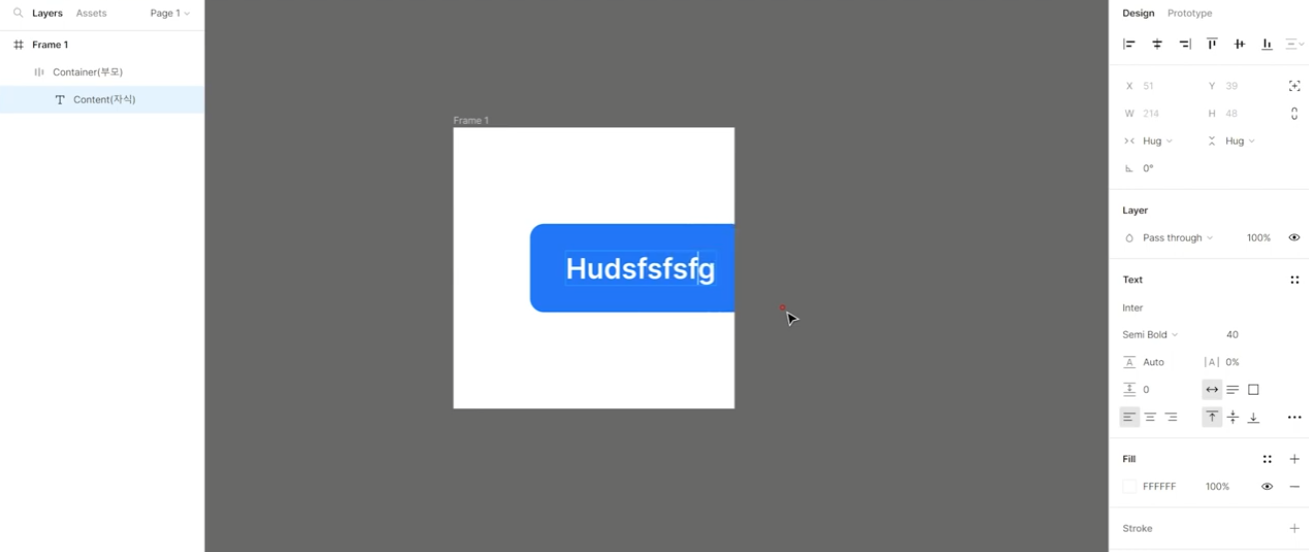 Layers Assets Page 1
Frame 1
Container(부모)
Content(자식)
Frame 1
Hudsfsfsfg
Design Prototype
X 51 Y 39
W 214 H 48
Hug Hug
0°
Layer
Pass through 100%
Text
Inter
Semi Bold 40
A Auto |A| 0%
0
Fill
FFFFFF 100%
Stroke